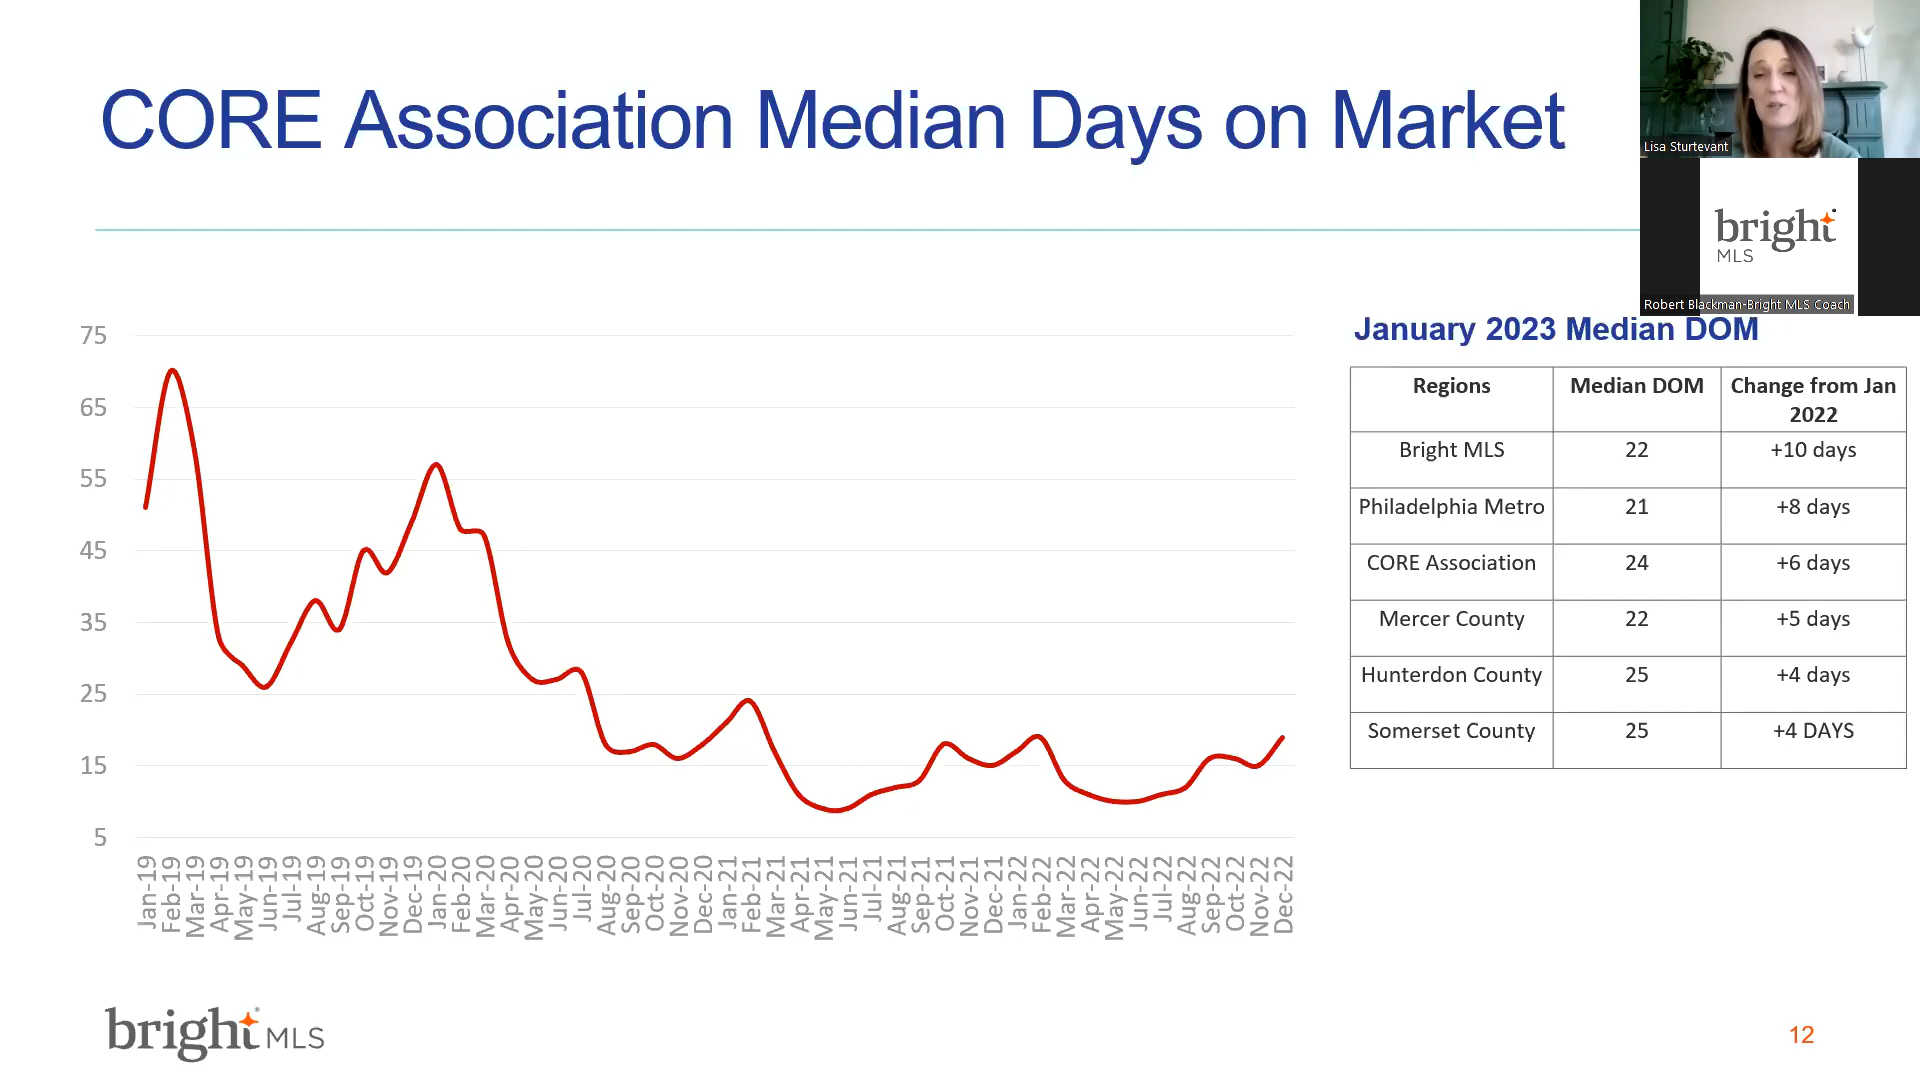 CORE Association Median Days on Market
Lisa Sturtevant
bright
MLS
Robert Blackman-Bright MLS Coach
January 2023 Median DOM
Regions Median DOM Change from Jan 2022
Bright MLS 22 +10 days
Philadelphia Metro 21 +8 days
CORE Association 24 +6 days
Mercer County 22 +5 days
Hunterdon County 25 +4 days
Somerset County 25 +4 DAYS
75
65
55
45
35
25
15
5
Jan-19
Feb-19
Mar-19
Apr-19
May-19
Jun-19
Jul-19
Aug-19
Sep-19
Oct-19
Nov-19
Dec-19
Jan-20
Feb-20
Mar-20
Apr-20
May-20
Jun-20
Jul-20
Aug-20
Sep-20
Oct-20
Nov-20
Dec-20
Jan-21
Feb-21
Mar-21
Apr-21
May-21
Jun-21
Jul-21
Aug-21
Sep-21
Oct-21
Nov-21
Dec-21
Jan-22
Feb-22
Mar-22
Apr-22
May-22
Jun-22
Jul-22
Aug-22
Sep-22
Oct-22
Nov-22
Dec-22
bright MLS
12